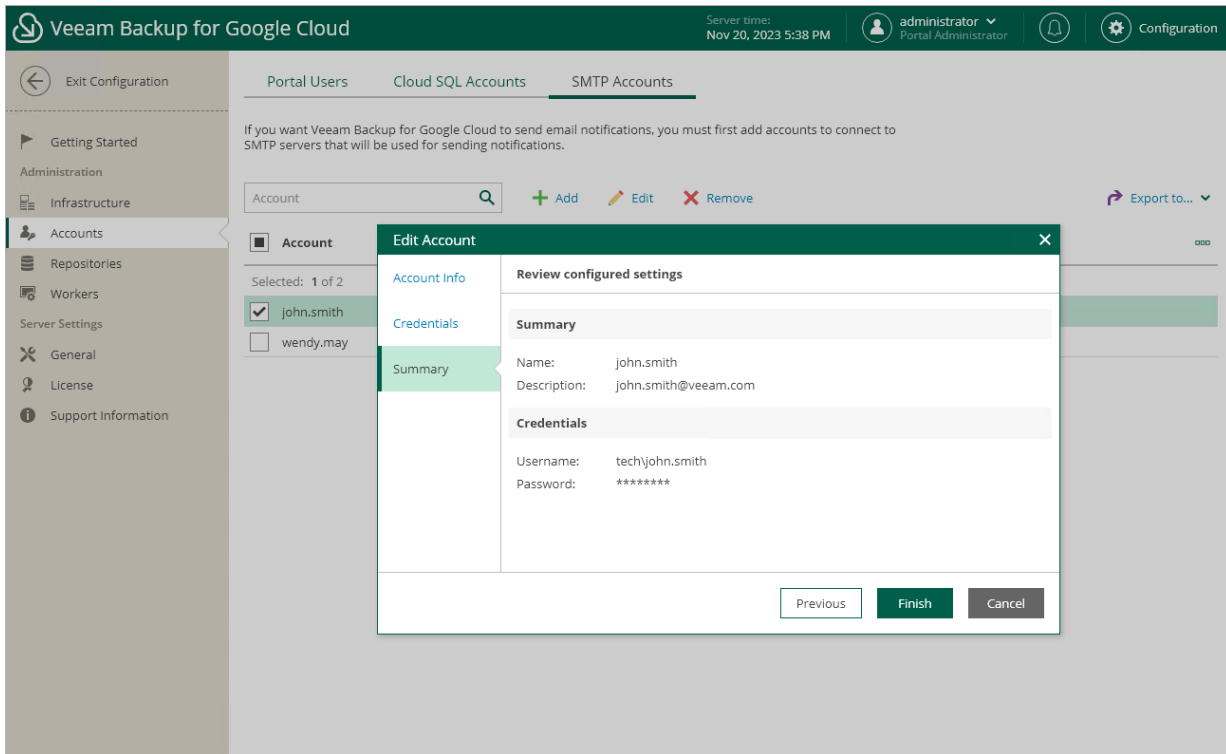 Veeam Backup for Google Cloud
Server time:
Nov 20, 2023 5:38 PM
administrator
Portal Administrator
Configuration
Exit Configuration
Getting Started
Administration
Infrastructure
Accounts
Repositories
Workers
Server Settings
General
License
Support Information
Portal Users Cloud SQL Accounts SMTP Accounts
If you want Veeam Backup for Google Cloud to send email notifications, you must first add accounts to connect to
SMTP servers that will be used for sending notifications.
Account Add Edit Remove Export to...
Account
Selected: 1 of 2
john.smith
wendy.may
Edit Account
Account Info
Credentials
Summary
Review configured settings
Summary
Name: john.smith
Description: john.smith@veeam.com
Credentials
Username: tech\john.smith
Password: ********
Previous Finish Cancel